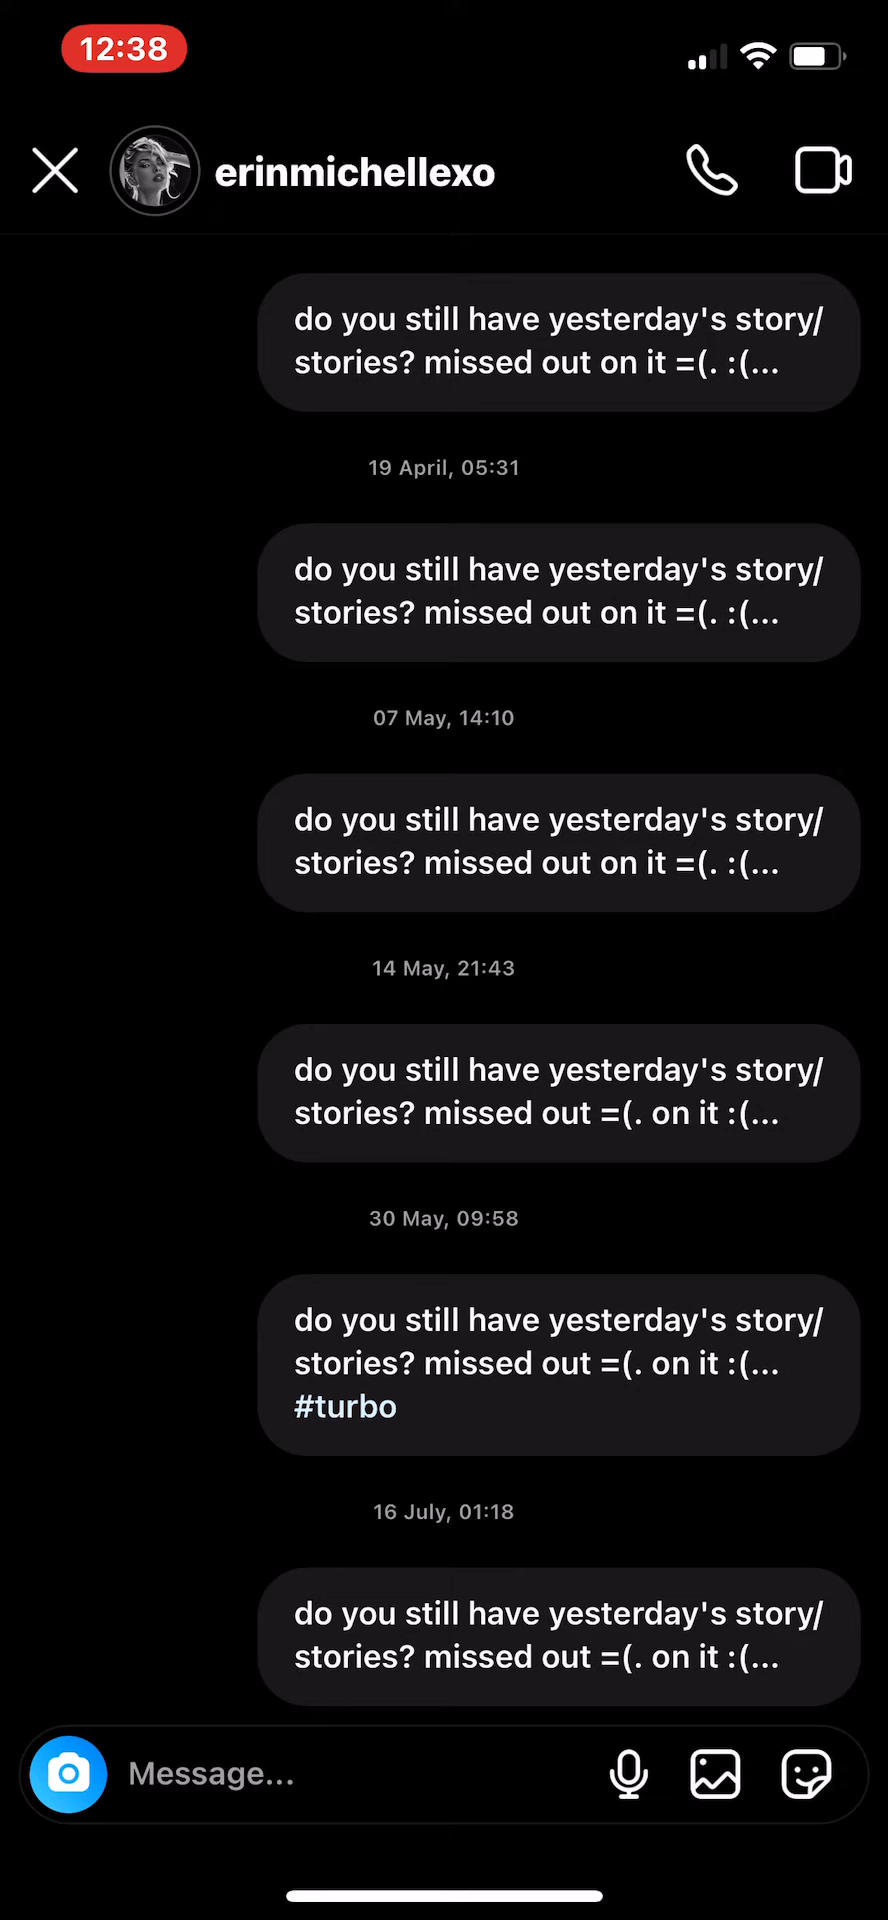 12:38
erinmichellexo
do you still have yesterday's story/
stories? missed out on it =(. :(...
19 April, 05:31
do you still have yesterday's story/
stories? missed out on it =(. :(...
07 May, 14:10
do you still have yesterday's story/
stories? missed out on it =(. :(...
14 May, 21:43
do you still have yesterday's story/
stories? missed out =(. on it :(...
30 May, 09:58
do you still have yesterday's story/
stories? missed out =(. on it :(...
#turbo
16 July, 01:18
do you still have yesterday's story/
stories? missed out =(. on it :(...
Message...